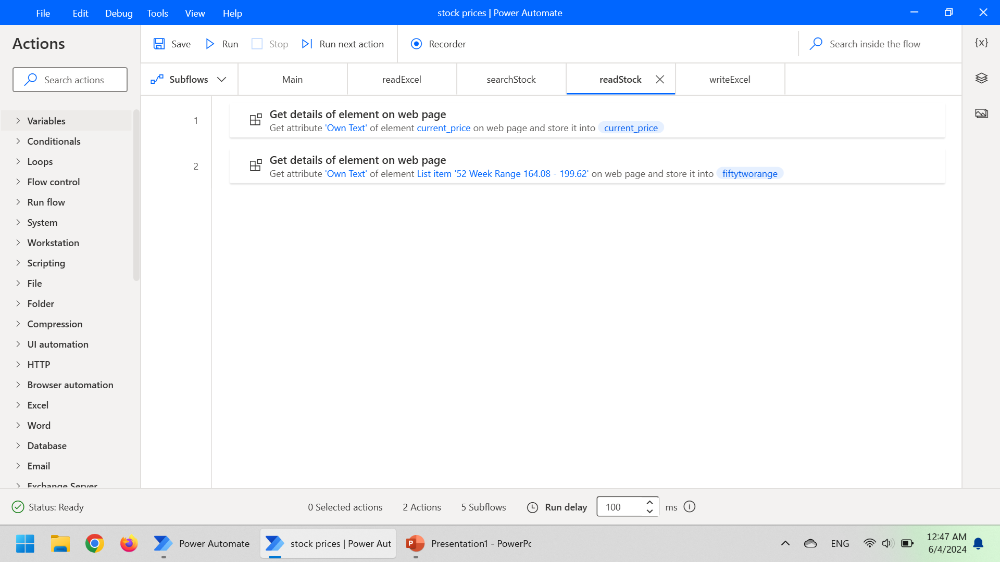 File Edit Debug Tools View Help
stock prices | Power Automate
Actions
Save Run Stop Run next action Recorder
Search inside the flow
{x}
Search actions
Subflows Main readExcel searchStock readStock writeExcel
Variables
Conditionals
Loops
Flow control
Run flow
System
Workstation
Scripting
File
Folder
Compression
UI automation
HTTP
Browser automation
Excel
Word
Database
Email
Exchange Server
1
Get details of element on web page
Get attribute 'Own Text' of element current_price on web page and store it into current_price
2
Get details of element on web page
Get attribute 'Own Text' of element List item '52 Week Range 164.08 - 199.62' on web page and store it into fiftytworange
Status: Ready
0 Selected actions 2 Actions 5 Subflows Run delay 100 ms
Power Automate
stock prices | Power Aut
P
Presentation1 - PowerPc
ENG
12:47 AM
6/4/2024